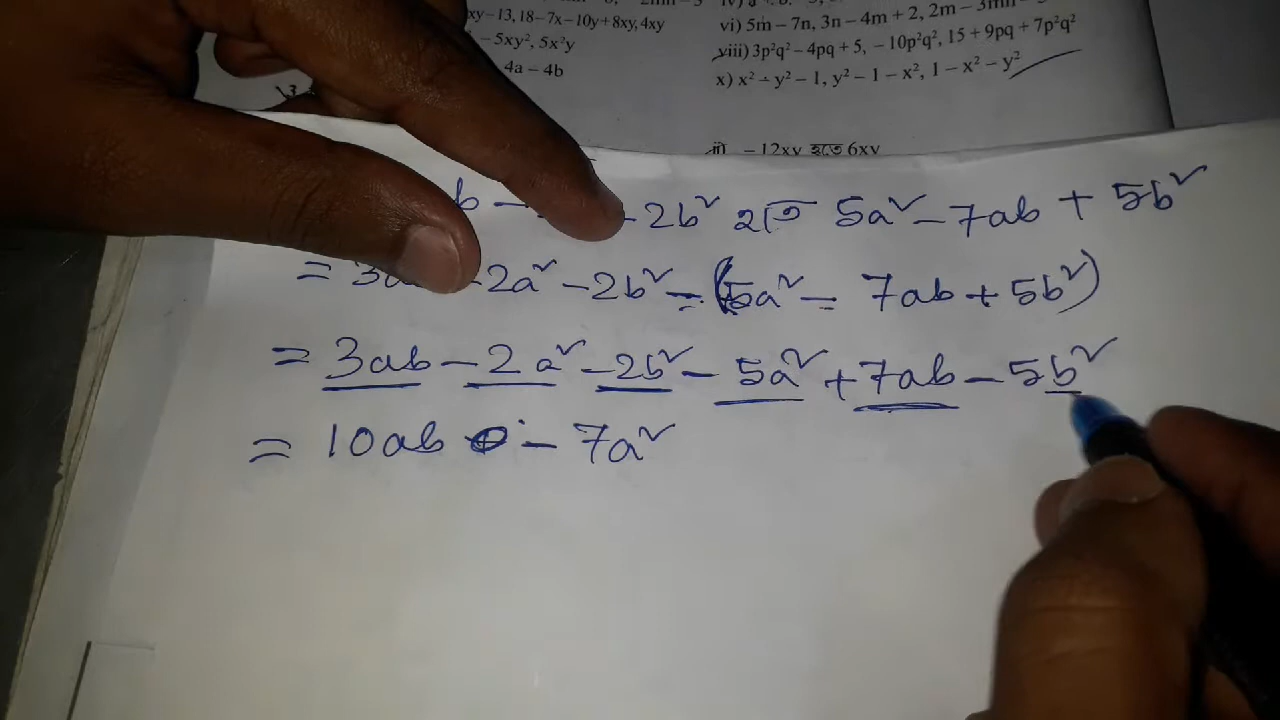 xy–13, 18–7x–10y+8xy, 4xy
vi) 5m – 7n, 3n – 4m + 2, 2m – 3mn
– 5xy², 5x²y
viii) 3p²q² – 4pq + 5, – 10p²q², 15 + 9pq + 7p²q²
4a – 4b
x) x² – y² – 1, y² – 1 – x², 1 – x² – y²
– 12xy হতে 6xy
b – – 2b² হতে 5a² – 7ab + 5b²
= 3a – 2a² – 2b² – (5a² – 7ab + 5b²)
= 3ab – 2a² – 2b² – 5a² + 7ab – 5b²
= 10ab – 7a²